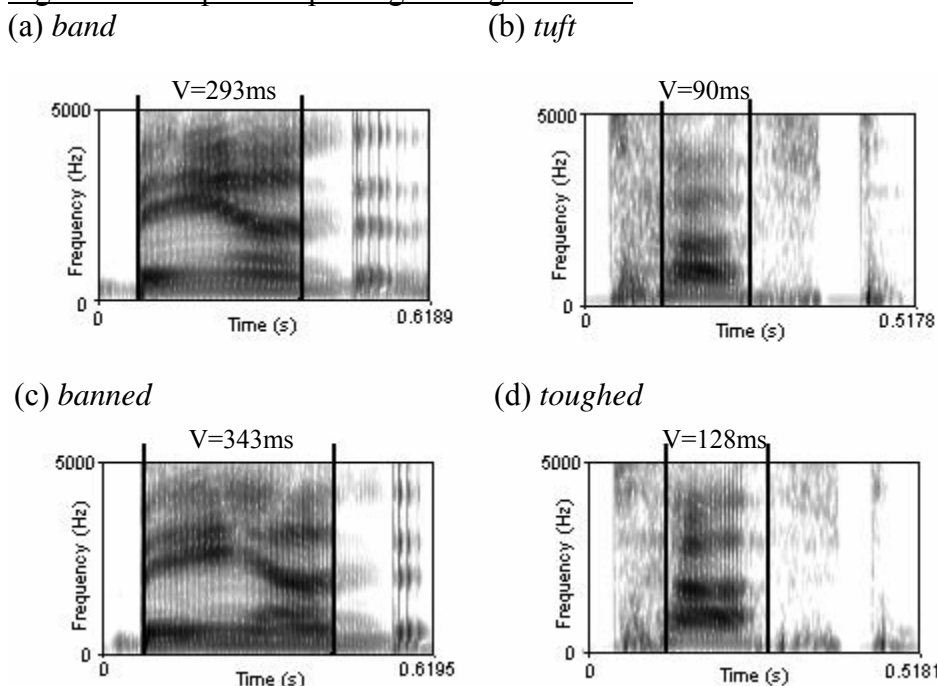 (a) band
(b) tuft
V=293ms
V=90ms
5000
5000
Frequency (Hz)
Frequency (Hz)
0
0
0
Time (s)
0.6189
0
Time (s)
0.5178
(c) banned
(d) toughed
V=343ms
V=128ms
5000
5000
Frequency (Hz)
Frequency (Hz)
0
0
0
Time (s)
0.6195
0
Time (s)
0.5181